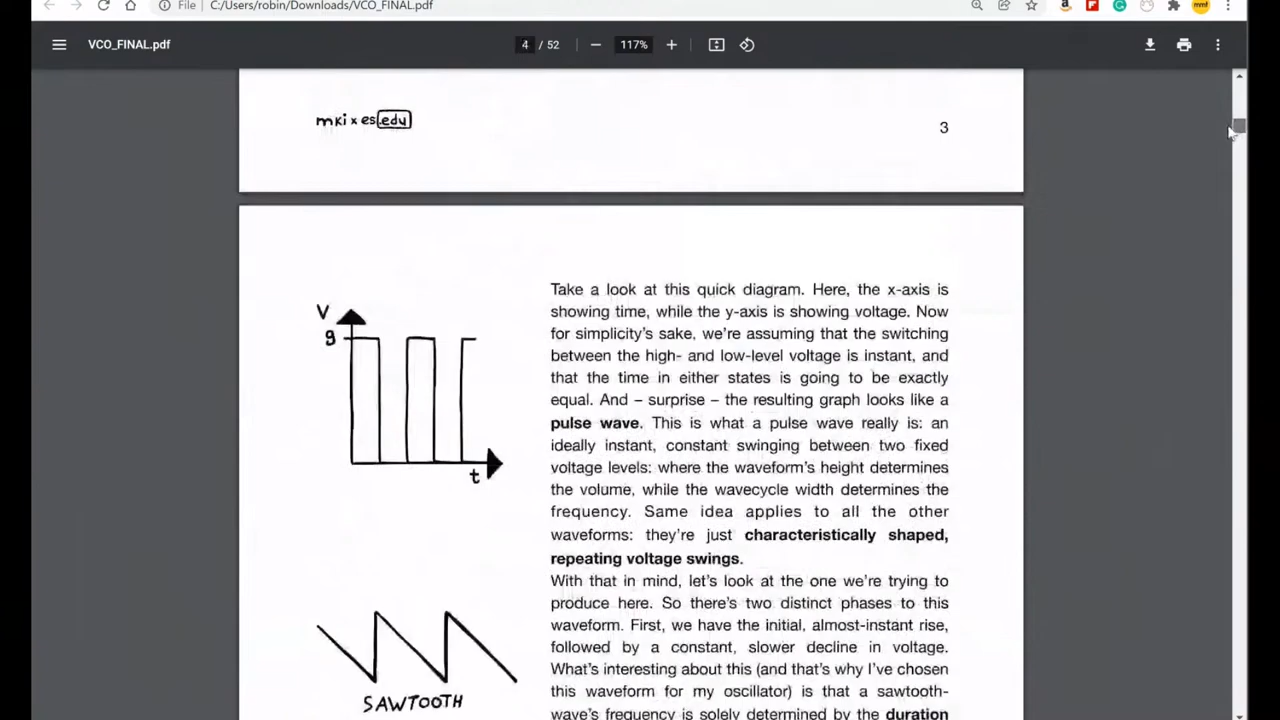 File C:/Users/robin/Downloads/VCO_FINAL.pdf
VCO_FINAL.pdf
4 / 52
117%
mki x es.edu
3
Take a look at this quick diagram. Here, the x-axis is
showing time, while the y-axis is showing voltage. Now
for simplicity's sake, we're assuming that the switching
between the high- and low-level voltage is instant, and
that the time in either states is going to be exactly
equal. And – surprise – the resulting graph looks like a
pulse wave. This is what a pulse wave really is: an
ideally instant, constant swinging between two fixed
voltage levels: where the waveform's height determines
the volume, while the wavecycle width determines the
frequency. Same idea applies to all the other
waveforms: they're just characteristically shaped,
repeating voltage swings.
With that in mind, let's look at the one we're trying to
produce here. So there's two distinct phases to this
waveform. First, we have the initial, almost-instant rise,
followed by a constant, slower decline in voltage.
What's interesting about this (and that's why I've chosen
this waveform for my oscillator) is that a sawtooth-
wave's frequency is solely determined by the duration
V
9
t
SAWTOOTH